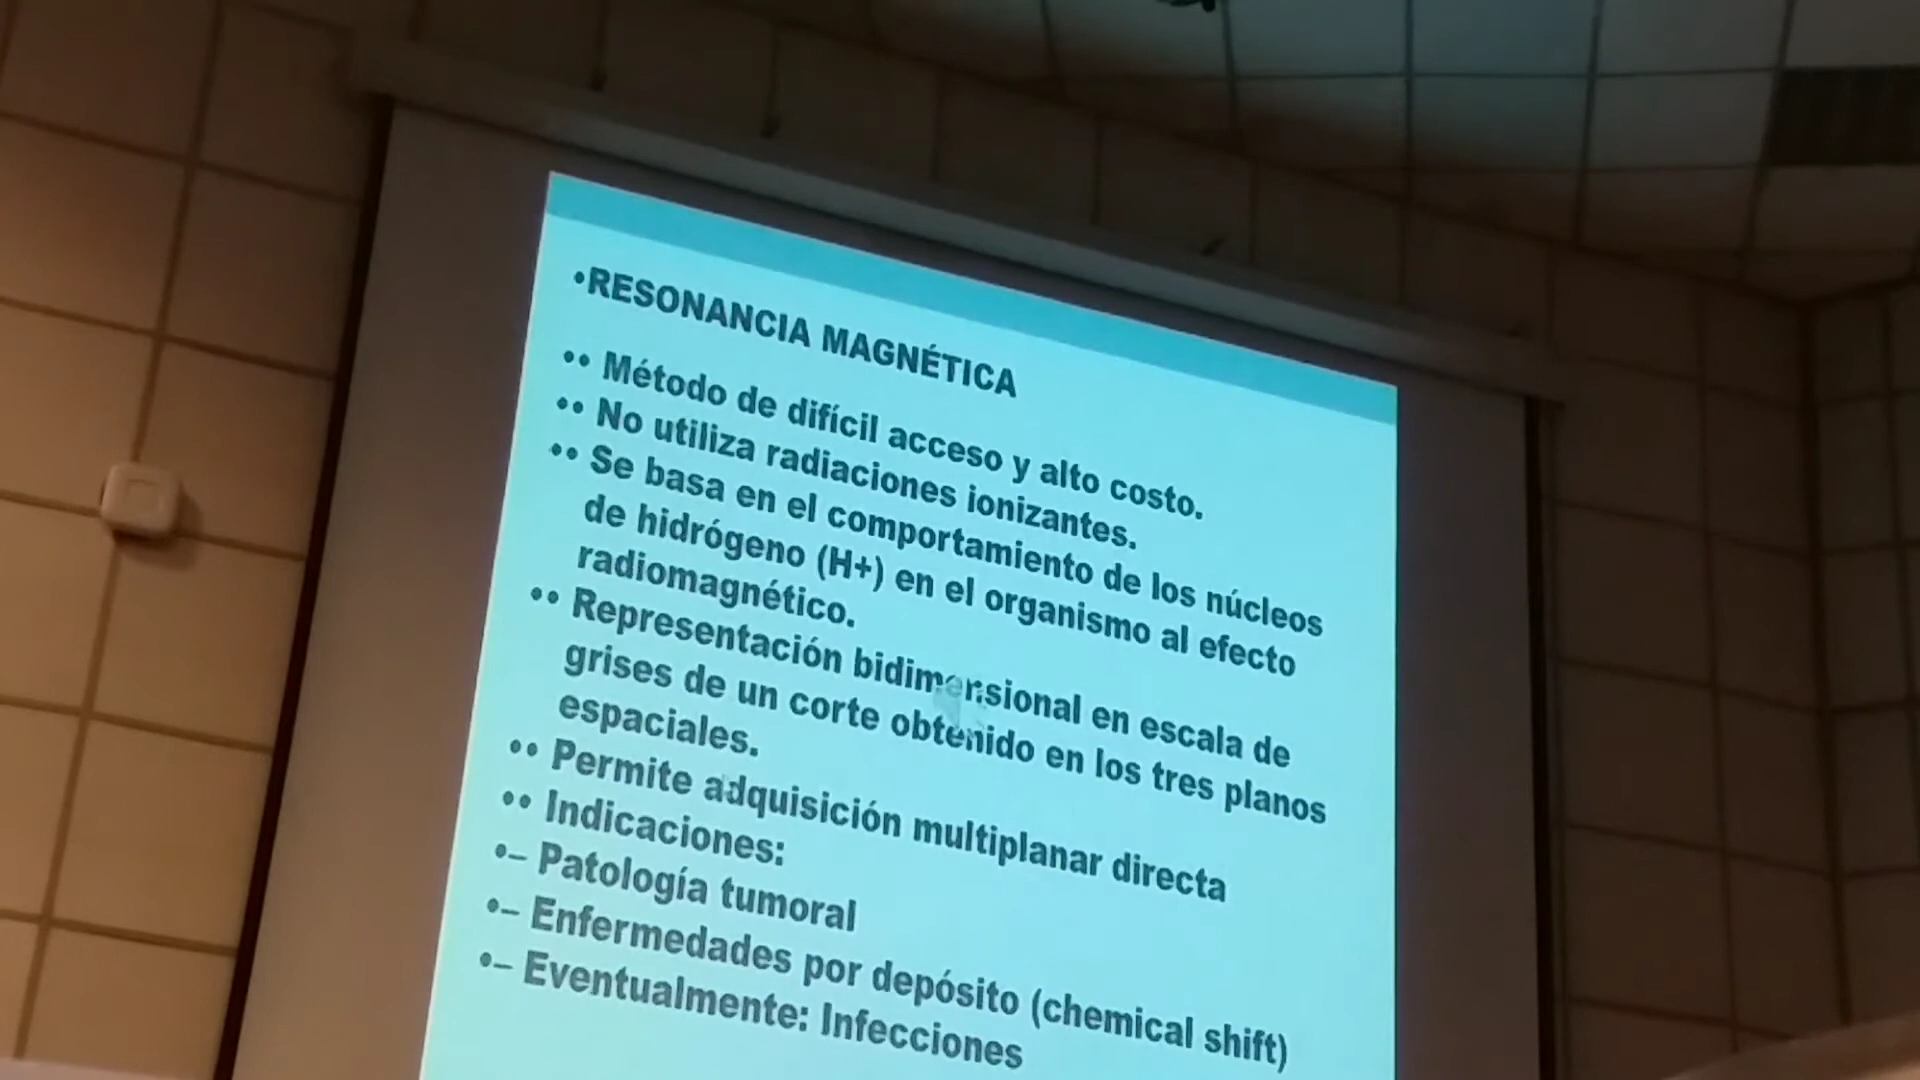 •RESONANCIA MAGNÉTICA
•• Método de difícil acceso y alto costo.
•• No utiliza radiaciones ionizantes.
•• Se basa en el comportamiento de los núcleos
de hidrógeno (H+) en el organismo al efecto
radiomagnético.
•• Representación bidimensional en escala de
grises de un corte obtenido en los tres planos
espaciales.
•• Permite adquisición multiplanar directa
•• Indicaciones:
•– Patología tumoral
•– Enfermedades por depósito (chemical shift)
•– Eventualmente: Infecciones